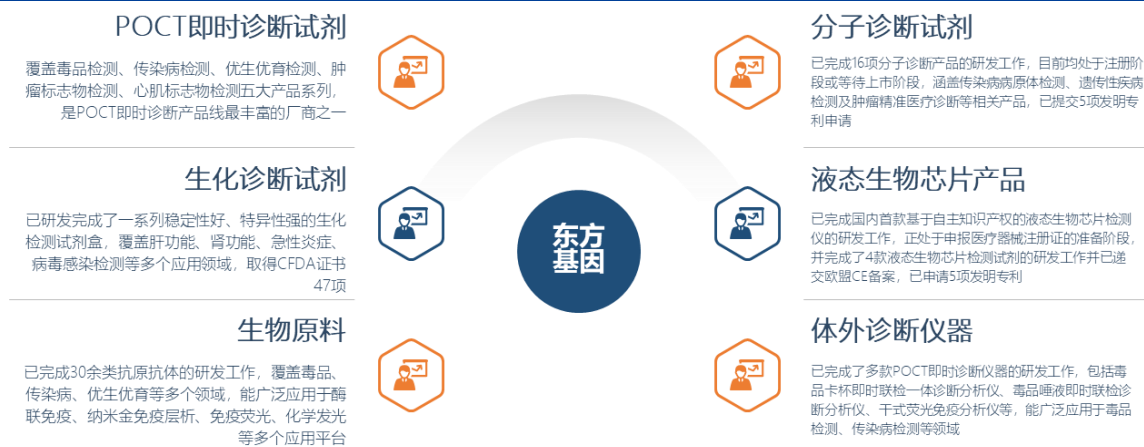 POCT即时诊断试剂
覆盖毒品检测、传染病检测、优生优育检测、肿
瘤标志物检测、心肌标志物检测五大产品系列，
是POCT即时诊断产品线最丰富的厂商之一
生化诊断试剂
已研发完成了一系列稳定性好、特异性强的生化
检测试剂盒，覆盖肝功能、肾功能、急性炎症、
病毒感染检测等多个应用领域，取得CFDA证书
47项
生物原料
已完成30余类抗原抗体的研发工作，覆盖毒品、
传染病、优生优育等多个领域，能广泛应用于酶
联免疫、纳米金免疫层析、免疫荧光、化学发光
等多个应用平台
东方
基因
分子诊断试剂
已完成16项分子诊断产品的研发工作，目前均处于注册阶
段或等待上市阶段，涵盖传染病病原体检测、遗传性疾病
检测及肿瘤精准医疗诊断等相关产品，已提交5项发明专
利申请
液态生物芯片产品
已完成国内首款基于自主知识产权的液态生物芯片检测
仪的研发工作，正处于申报医疗器械注册证的准备阶段，
并完成了4款液态生物芯片检测试剂的研发工作并已递
交欧盟CE备案，已申请5项发明专利
体外诊断仪器
已完成了多款POCT即时诊断仪器的研发工作，包括毒
品卡杯即时联检一体诊断分析仪、毒品唾液即时联检诊
断分析仪、干式荧光免疫分析仪等，能广泛应用于毒品
检测、传染病检测等领域